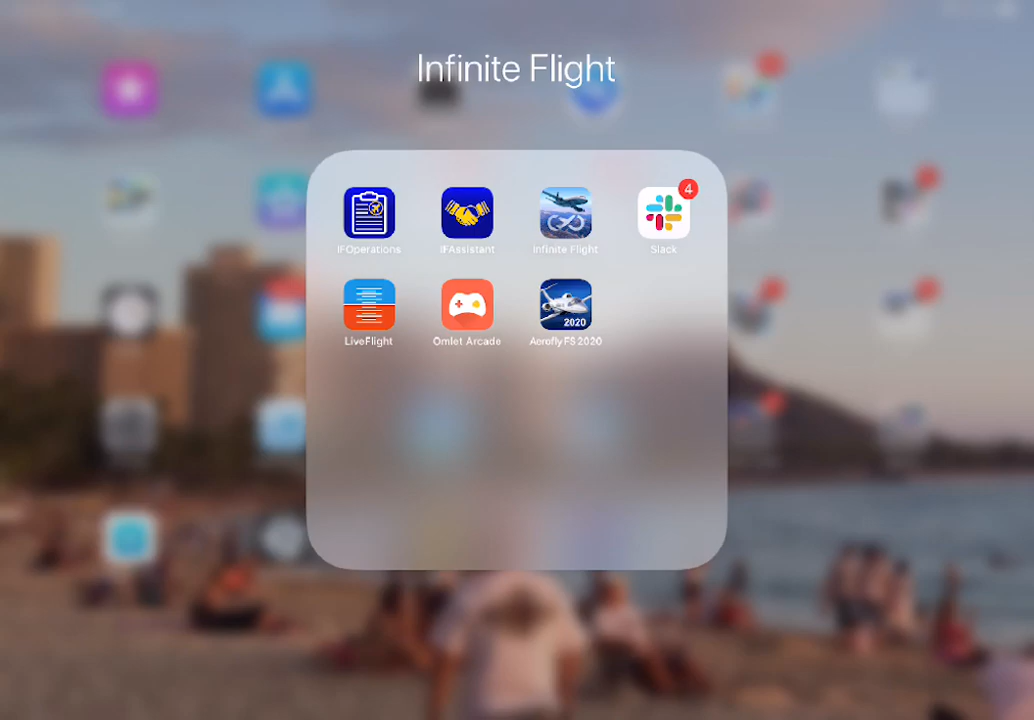 Infinite Flight
IFOperations
IFAssistant
Infinite Flight
4
Slack
LiveFlight
Omlet Arcade
2020
Aerofly FS 2020